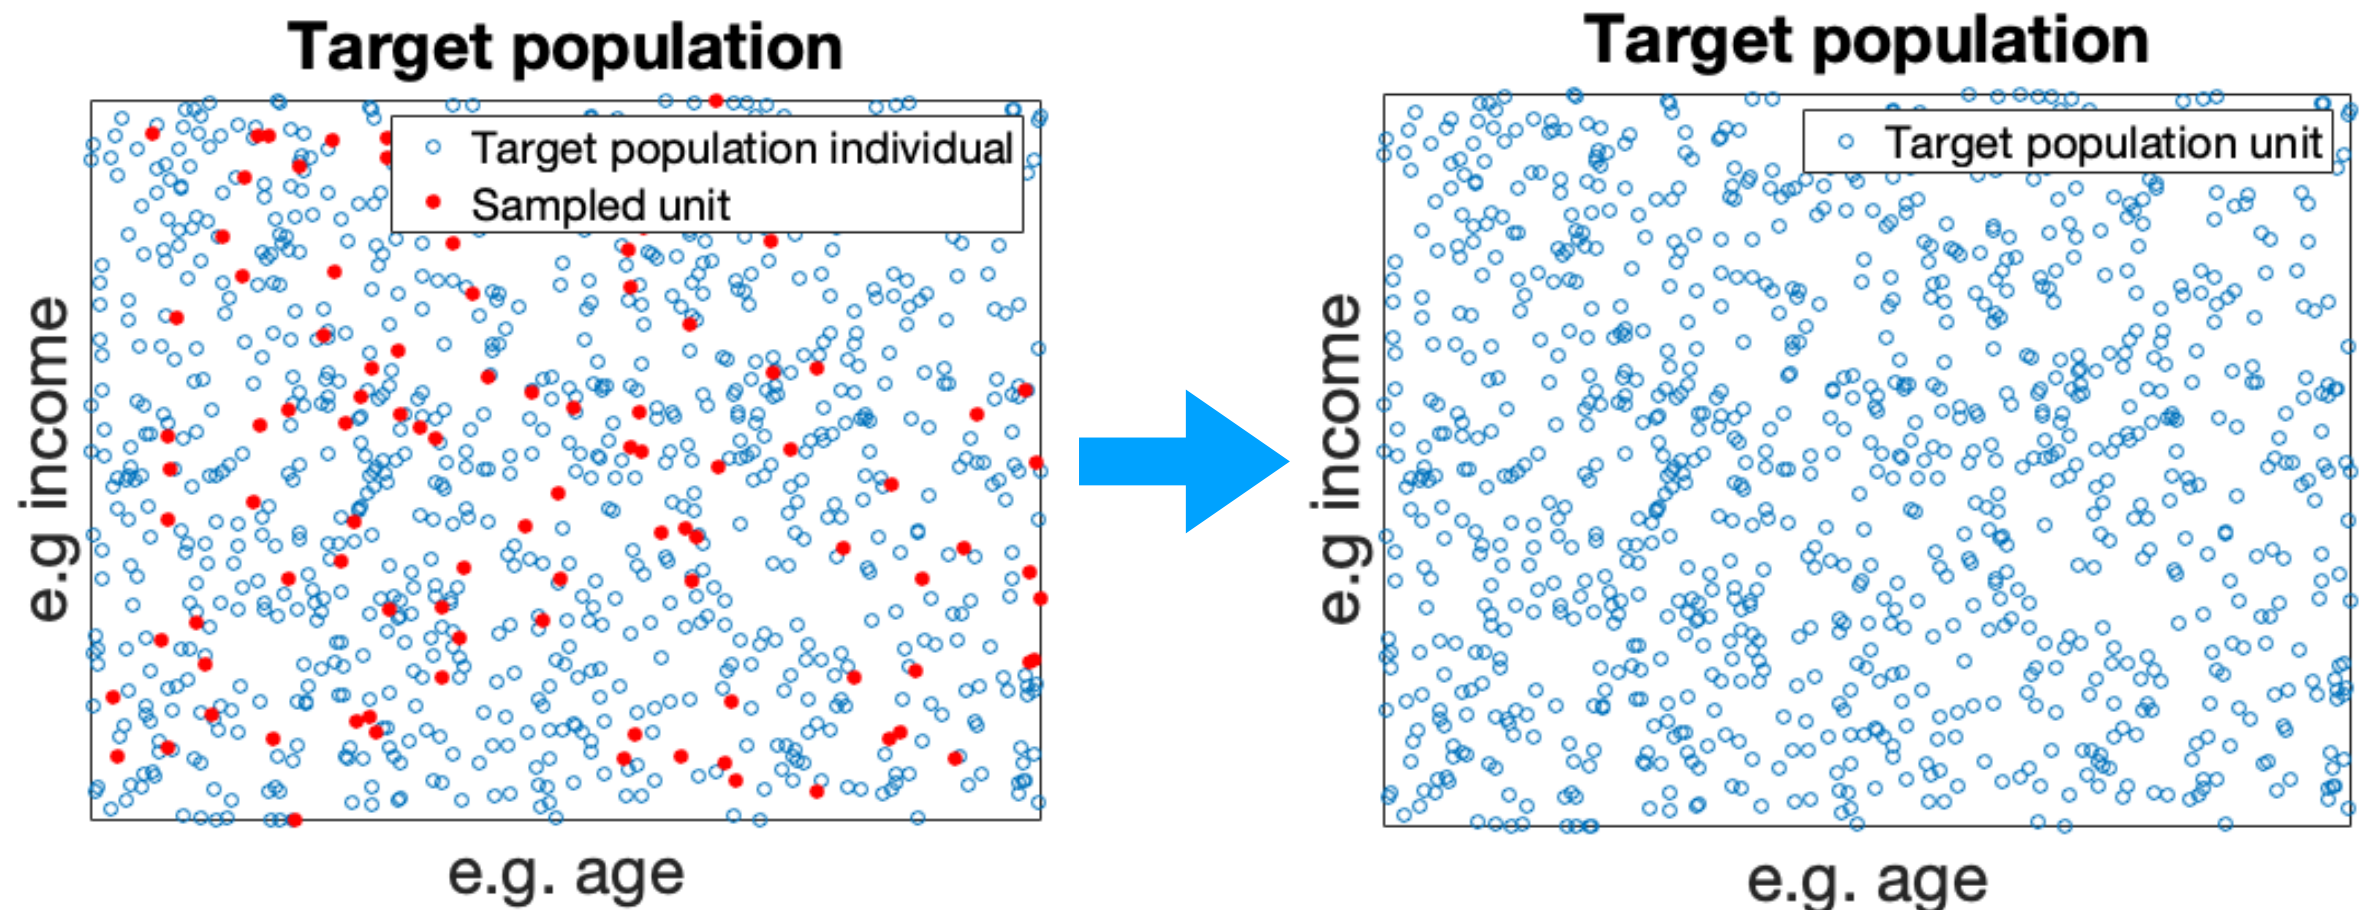 Target population
Target population individual
Sampled unit
e.g income
e.g. age
Target population
Target population unit
e.g income
e.g. age